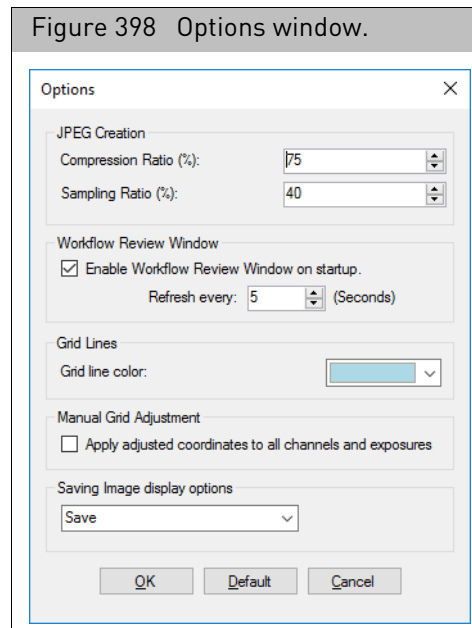 Figure 398 Options window.
Options
JPEG Creation
Compression Ratio (%): 75
Sampling Ratio (%): 40
Workflow Review Window
Enable Workflow Review Window on startup.
Refresh every: 5 (Seconds)
Grid Lines
Grid line color:
Manual Grid Adjustment
Apply adjusted coordinates to all channels and exposures
Saving Image display options
Save
OK Default Cancel